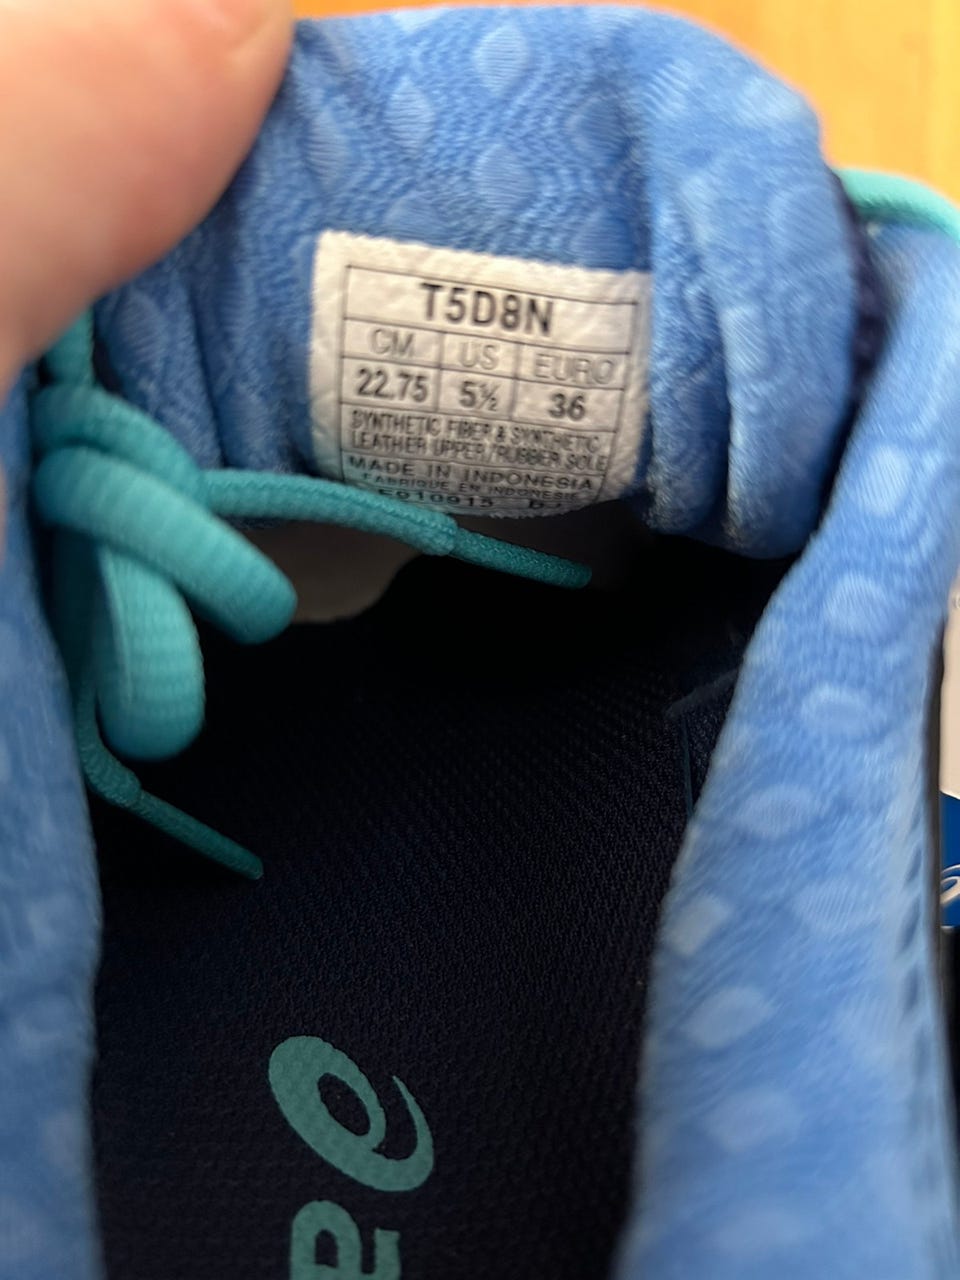 T5D8N
CM US EURO
22.75 5½ 36
SYNTHETIC FIBER & SYNTHETIC
LEATHER UPPER/RUBBER SOLE
MADE IN INDONESIA
FABRIQUE EN INDONESIE
a